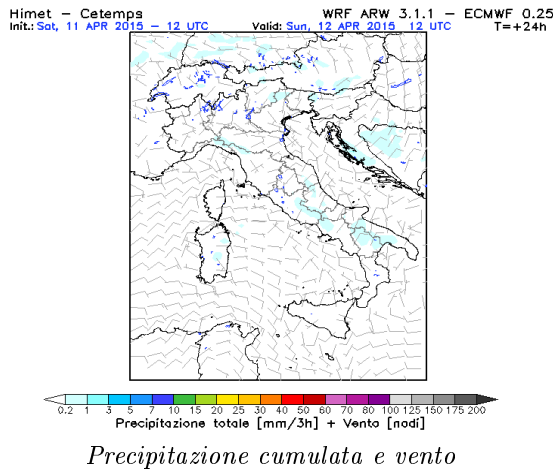 Himet – Cetemps WRF ARW 3.1.1 – ECMWF 0.25
Init.: Sat, 11 APR 2015 – 12 UTC Valid: Sun, 12 APR 2015 12 UTC T=+24h
0.2 1 3 5 7 10 15 20 25 30 40 50 60 70 80 100 125 150 175 200
Precipitazione totale [mm/3h] + Vento [nodi]
Precipitazione cumulata e vento